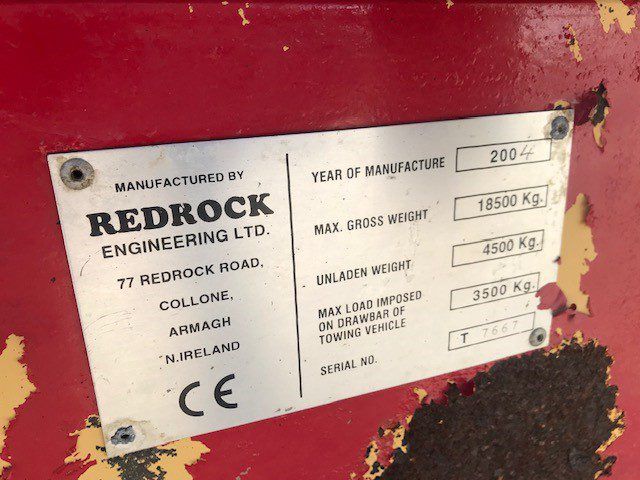 MANUFACTURED BY
REDROCK
ENGINEERING LTD.
77 REDROCK ROAD,
COLLONE,
ARMAGH
N.IRELAND
CE
YEAR OF MANUFACTURE 2004
MAX. GROSS WEIGHT 18500 Kg.
UNLADEN WEIGHT 4500 Kg.
MAX LOAD IMPOSED
ON DRAWBAR OF
TOWING VEHICLE 3500 Kg.
SERIAL NO. T 7667